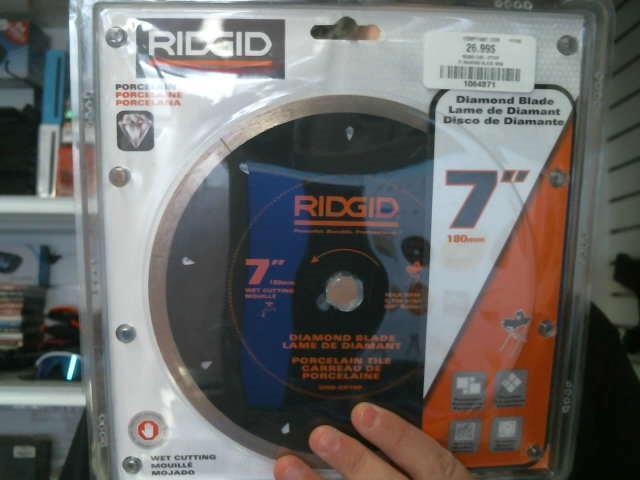 RIDGID
26.99$
1064871
PORCELAIN
PORCELAINE
PORCELANA
Diamond Blade
Lame de Diamant
Disco de Diamante
7"
180mm
RIDGID
7"
180mm
WET CUTTING
MOUILLÉ
DIAMOND BLADE
LAME DE DIAMANT
PORCELAIN TILE
CARREAU DE
PORCELAINE
WET CUTTING
MOUILLÉ
MOJADO